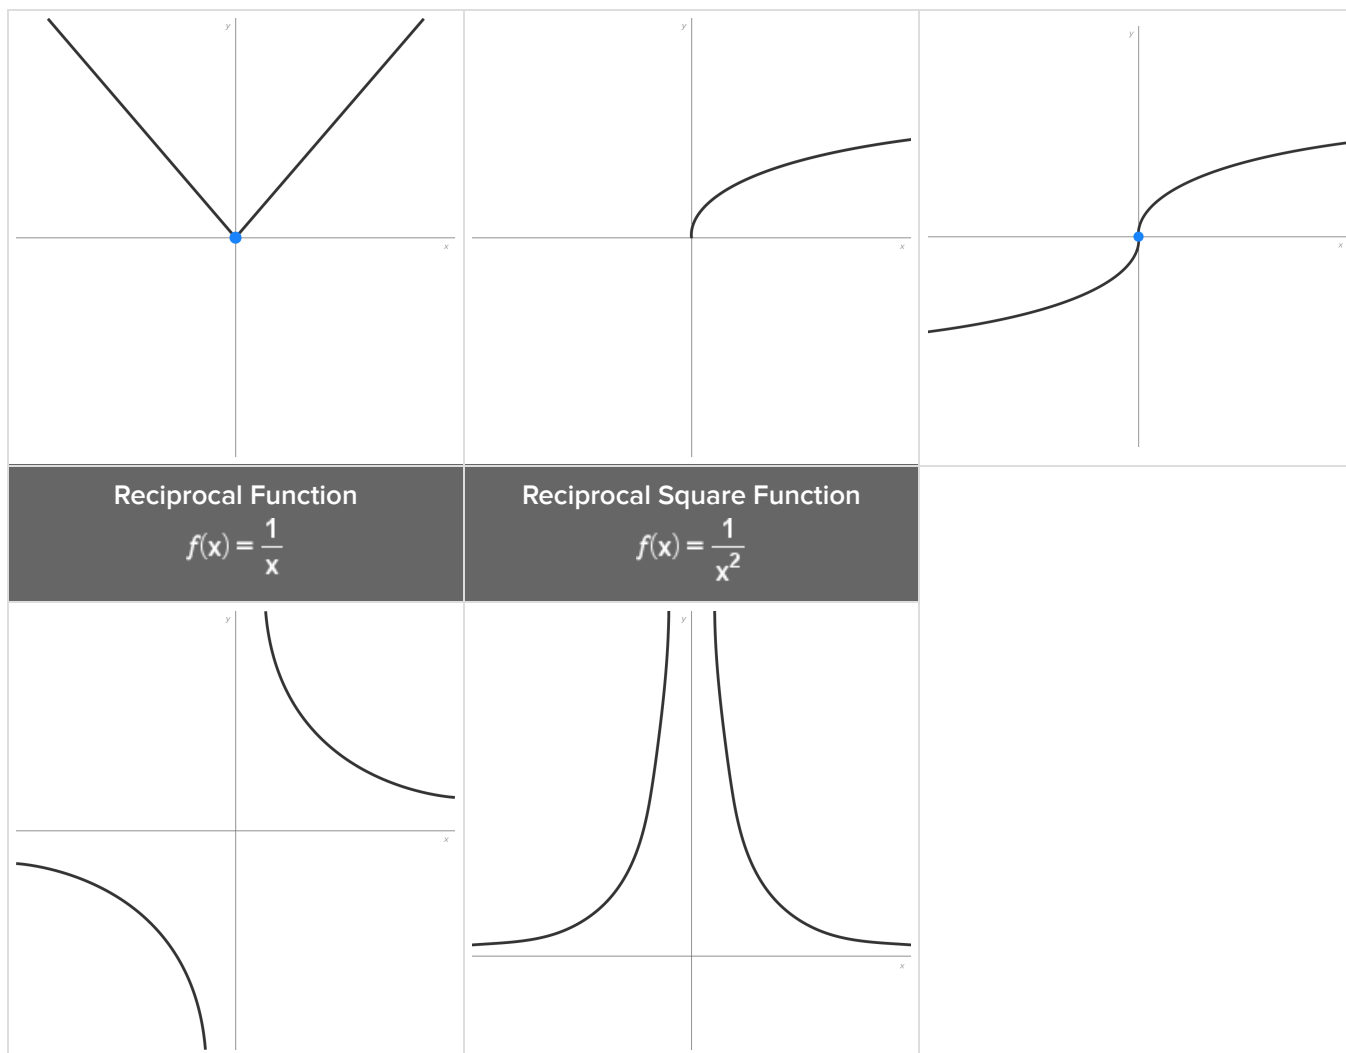 y
x
y
x
y
x
Reciprocal Function
f(x) = 1/x
Reciprocal Square Function
f(x) = 1/x²
y
x
y
x